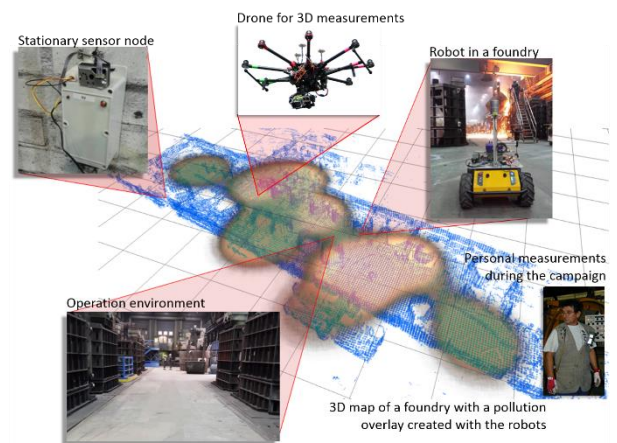 Drone for 3D measurements
Stationary sensor node
Robot in a foundry
Personal measurements
during the campaign
Operation environment
3D map of a foundry with a pollution
overlay created with the robots